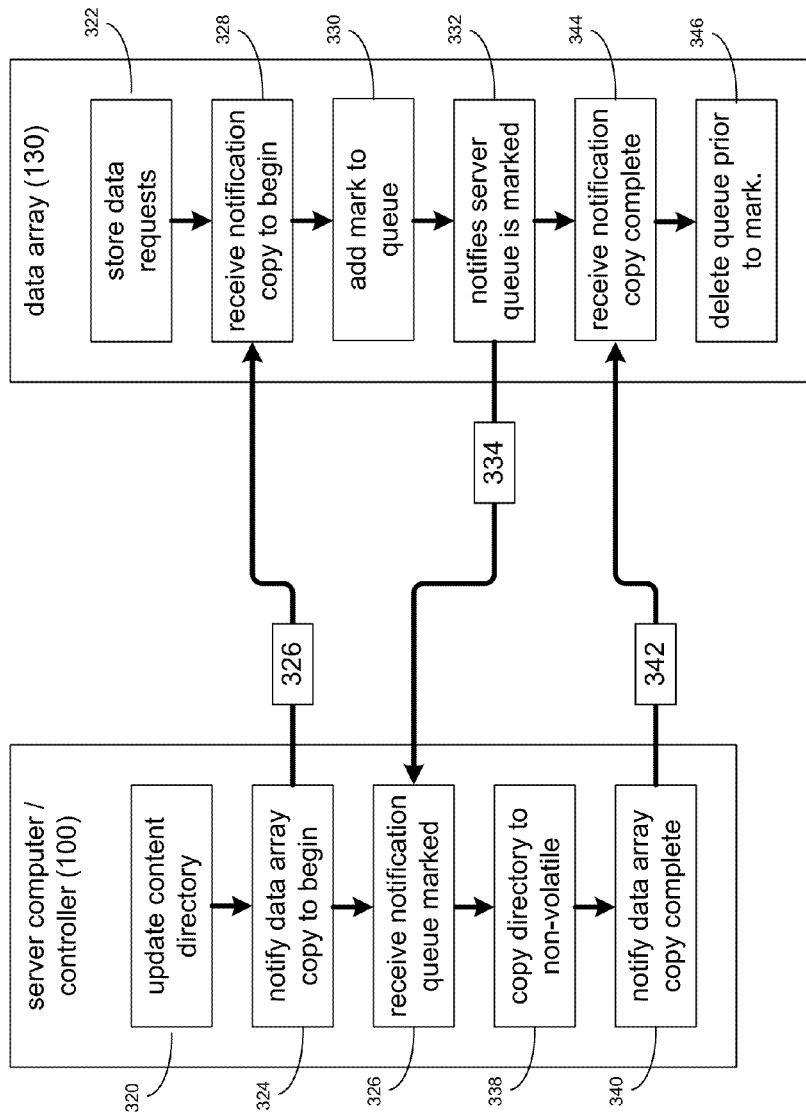 server computer /
controller (100)
320
update content
directory
324
notify data array
copy to begin
326
receive notification
queue marked
338
copy directory to
non-volatile
340
notify data array
copy complete
326
334
342
data array (130)
322
store data
requests
328
receive notification
copy to begin
330
add mark to
queue
332
notifies server
queue is marked
344
receive notification
copy complete
346
delete queue prior
to mark.